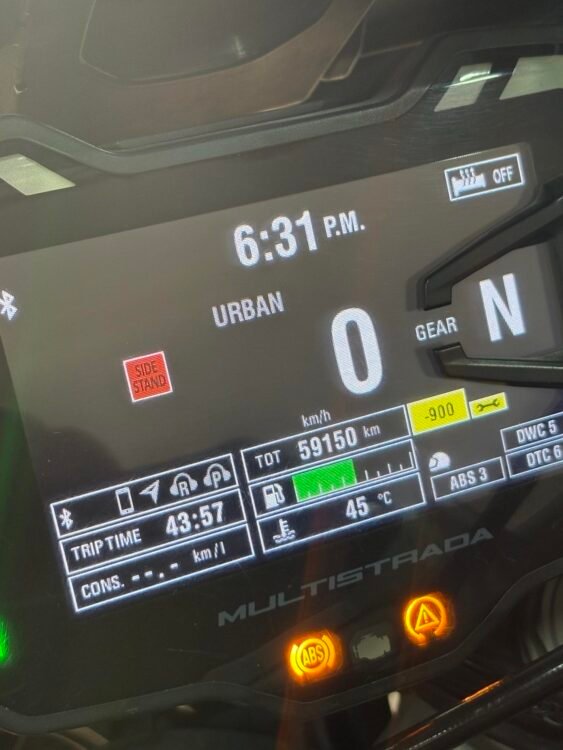 OFF
6:31 P.M.
URBAN
0
GEAR N
SIDE
STAND
km/h
-900
TOT 59150 km
DWC 5
R P
TRIP TIME 43:57
45 °C
ABS 3
DTC 6
CONS. --.- km/l
MULTISTRADA
ABS